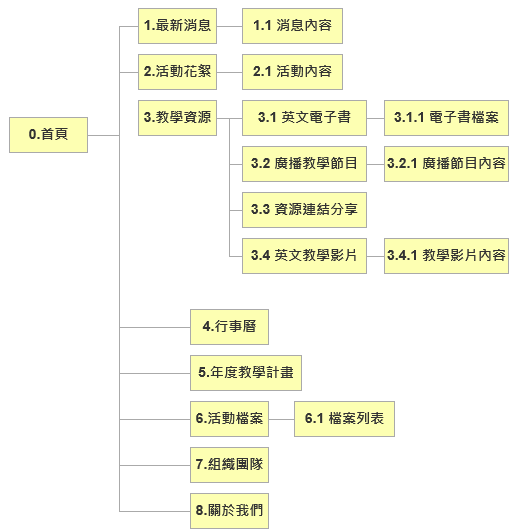 0.首頁
1.最新消息
1.1 消息內容
2.活動花絮
2.1 活動內容
3.教學資源
3.1 英文電子書
3.1.1 電子書檔案
3.2 廣播教學節目
3.2.1 廣播節目內容
3.3 資源連結分享
3.4 英文教學影片
3.4.1 教學影片內容
4.行事曆
5.年度教學計畫
6.活動檔案
6.1 檔案列表
7.組織團隊
8.關於我們